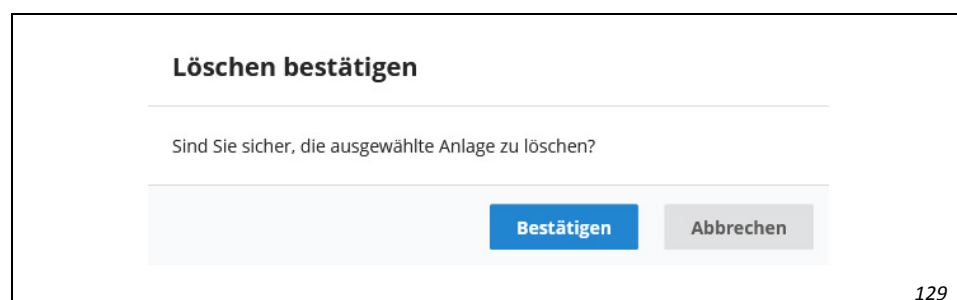 Löschen bestätigen
Sind Sie sicher, die ausgewählte Anlage zu löschen?
Bestätigen Abbrechen
129